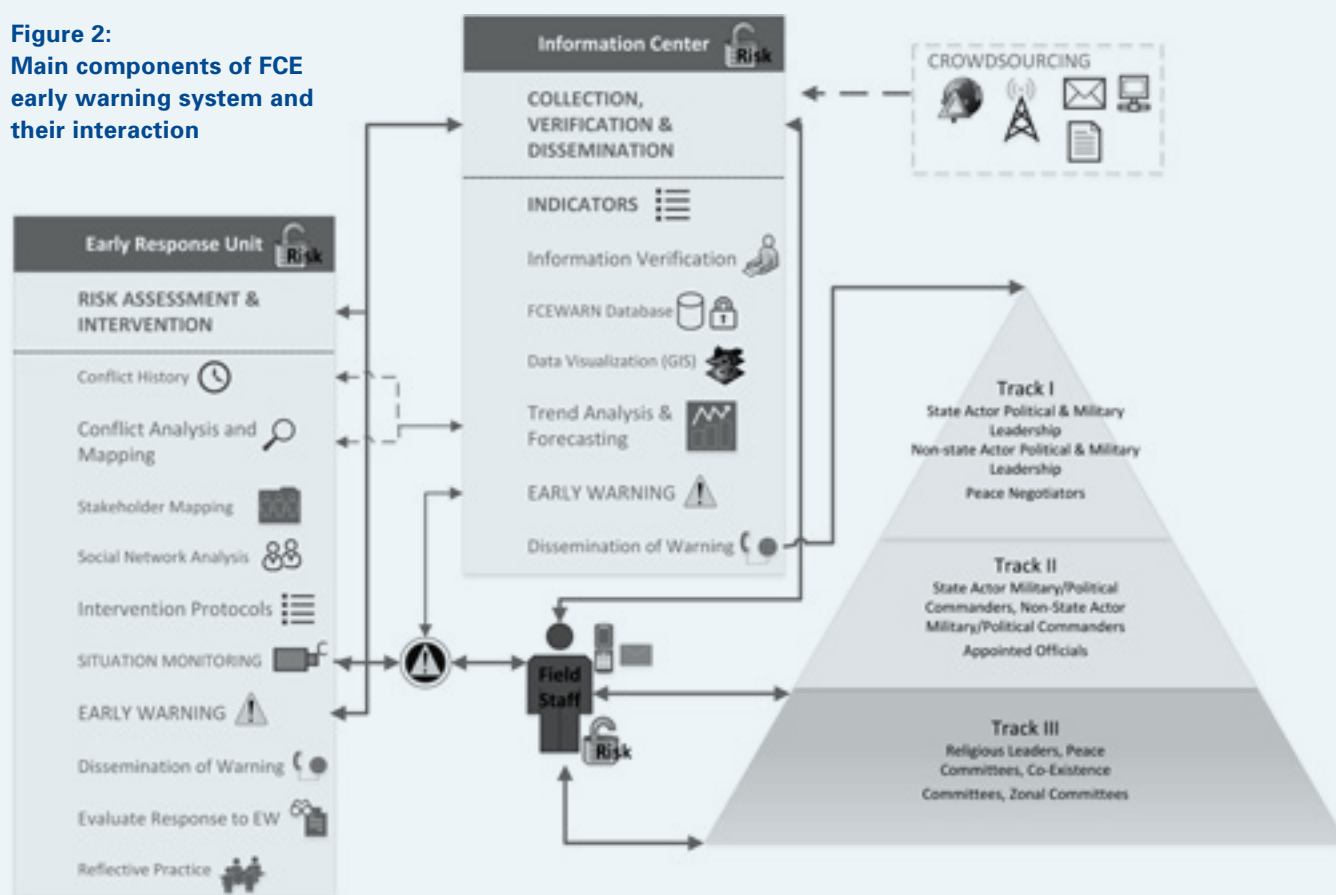 Figure 2:
Main components of FCE
early warning system and
their interaction
Information Center
Risk
COLLECTION,
VERIFICATION &
DISSEMINATION
INDICATORS
Information Verification
FCEWARN Database
Data Visualization (GIS)
Trend Analysis &
Forecasting
EARLY WARNING
Dissemination of Warning
CROWDSOURCING
Early Response Unit
Risk
RISK ASSESSMENT &
INTERVENTION
Conflict History
Conflict Analysis and
Mapping
Stakeholder Mapping
Social Network Analysis
Intervention Protocols
SITUATION MONITORING
EARLY WARNING
Dissemination of Warning
Evaluate Response to EW
Reflective Practice
Field
Staff
Risk
Track I
State Actor Political & Military
Leadership
Non-state Actor Political & Military
Leadership
Peace Negotiators
Track II
State Actor Military/Political
Commanders, Non-State Actor
Military/Political Commanders
Appointed Officials
Track III
Religious Leaders, Peace
Committees, Co-Existence
Committees, Zonal Committees